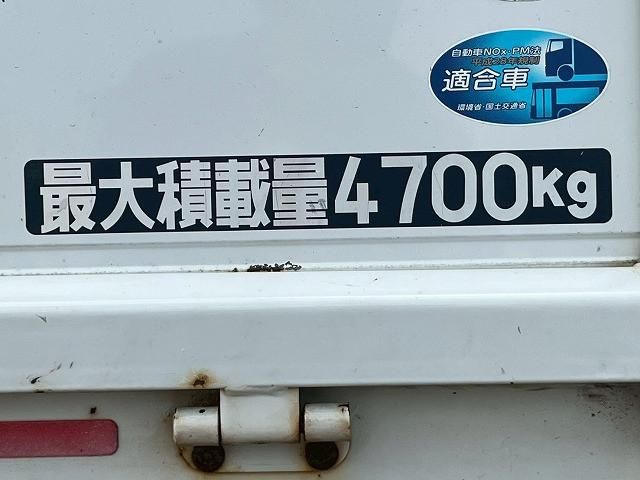 自動車NOx・PM法
平成28年規制
適合車
環境省・国土交通省
最大積載量4700Kg